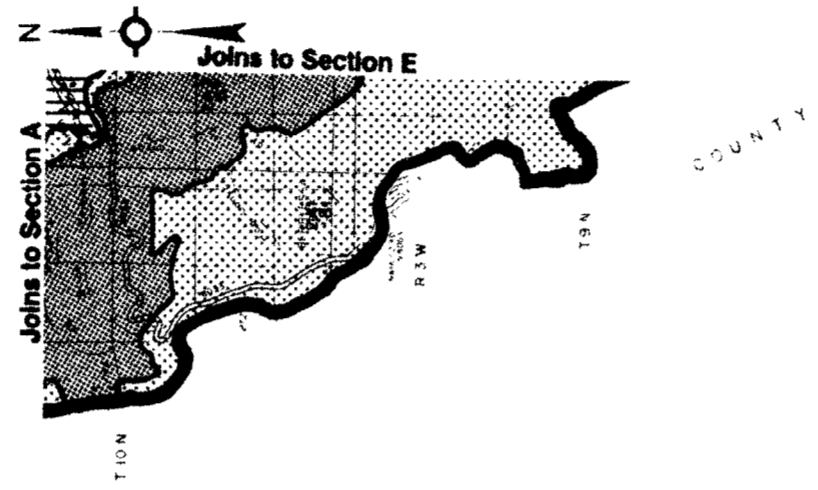 N
Joins to Section E
Joins to Section A
COUNTY
T9N
R3W
T10N